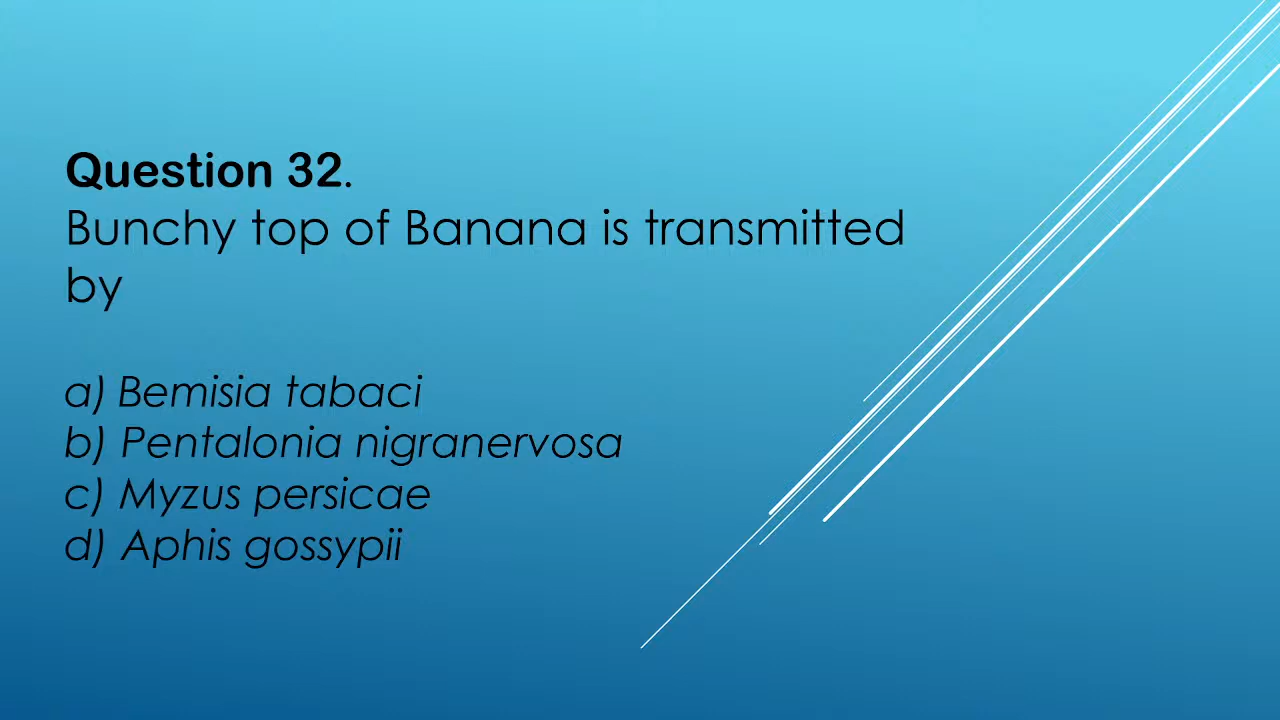 Question 32.
Bunchy top of Banana is transmitted
by
a) Bemisia tabaci
b) Pentalonia nigranervosa
c) Myzus persicae
d) Aphis gossypii